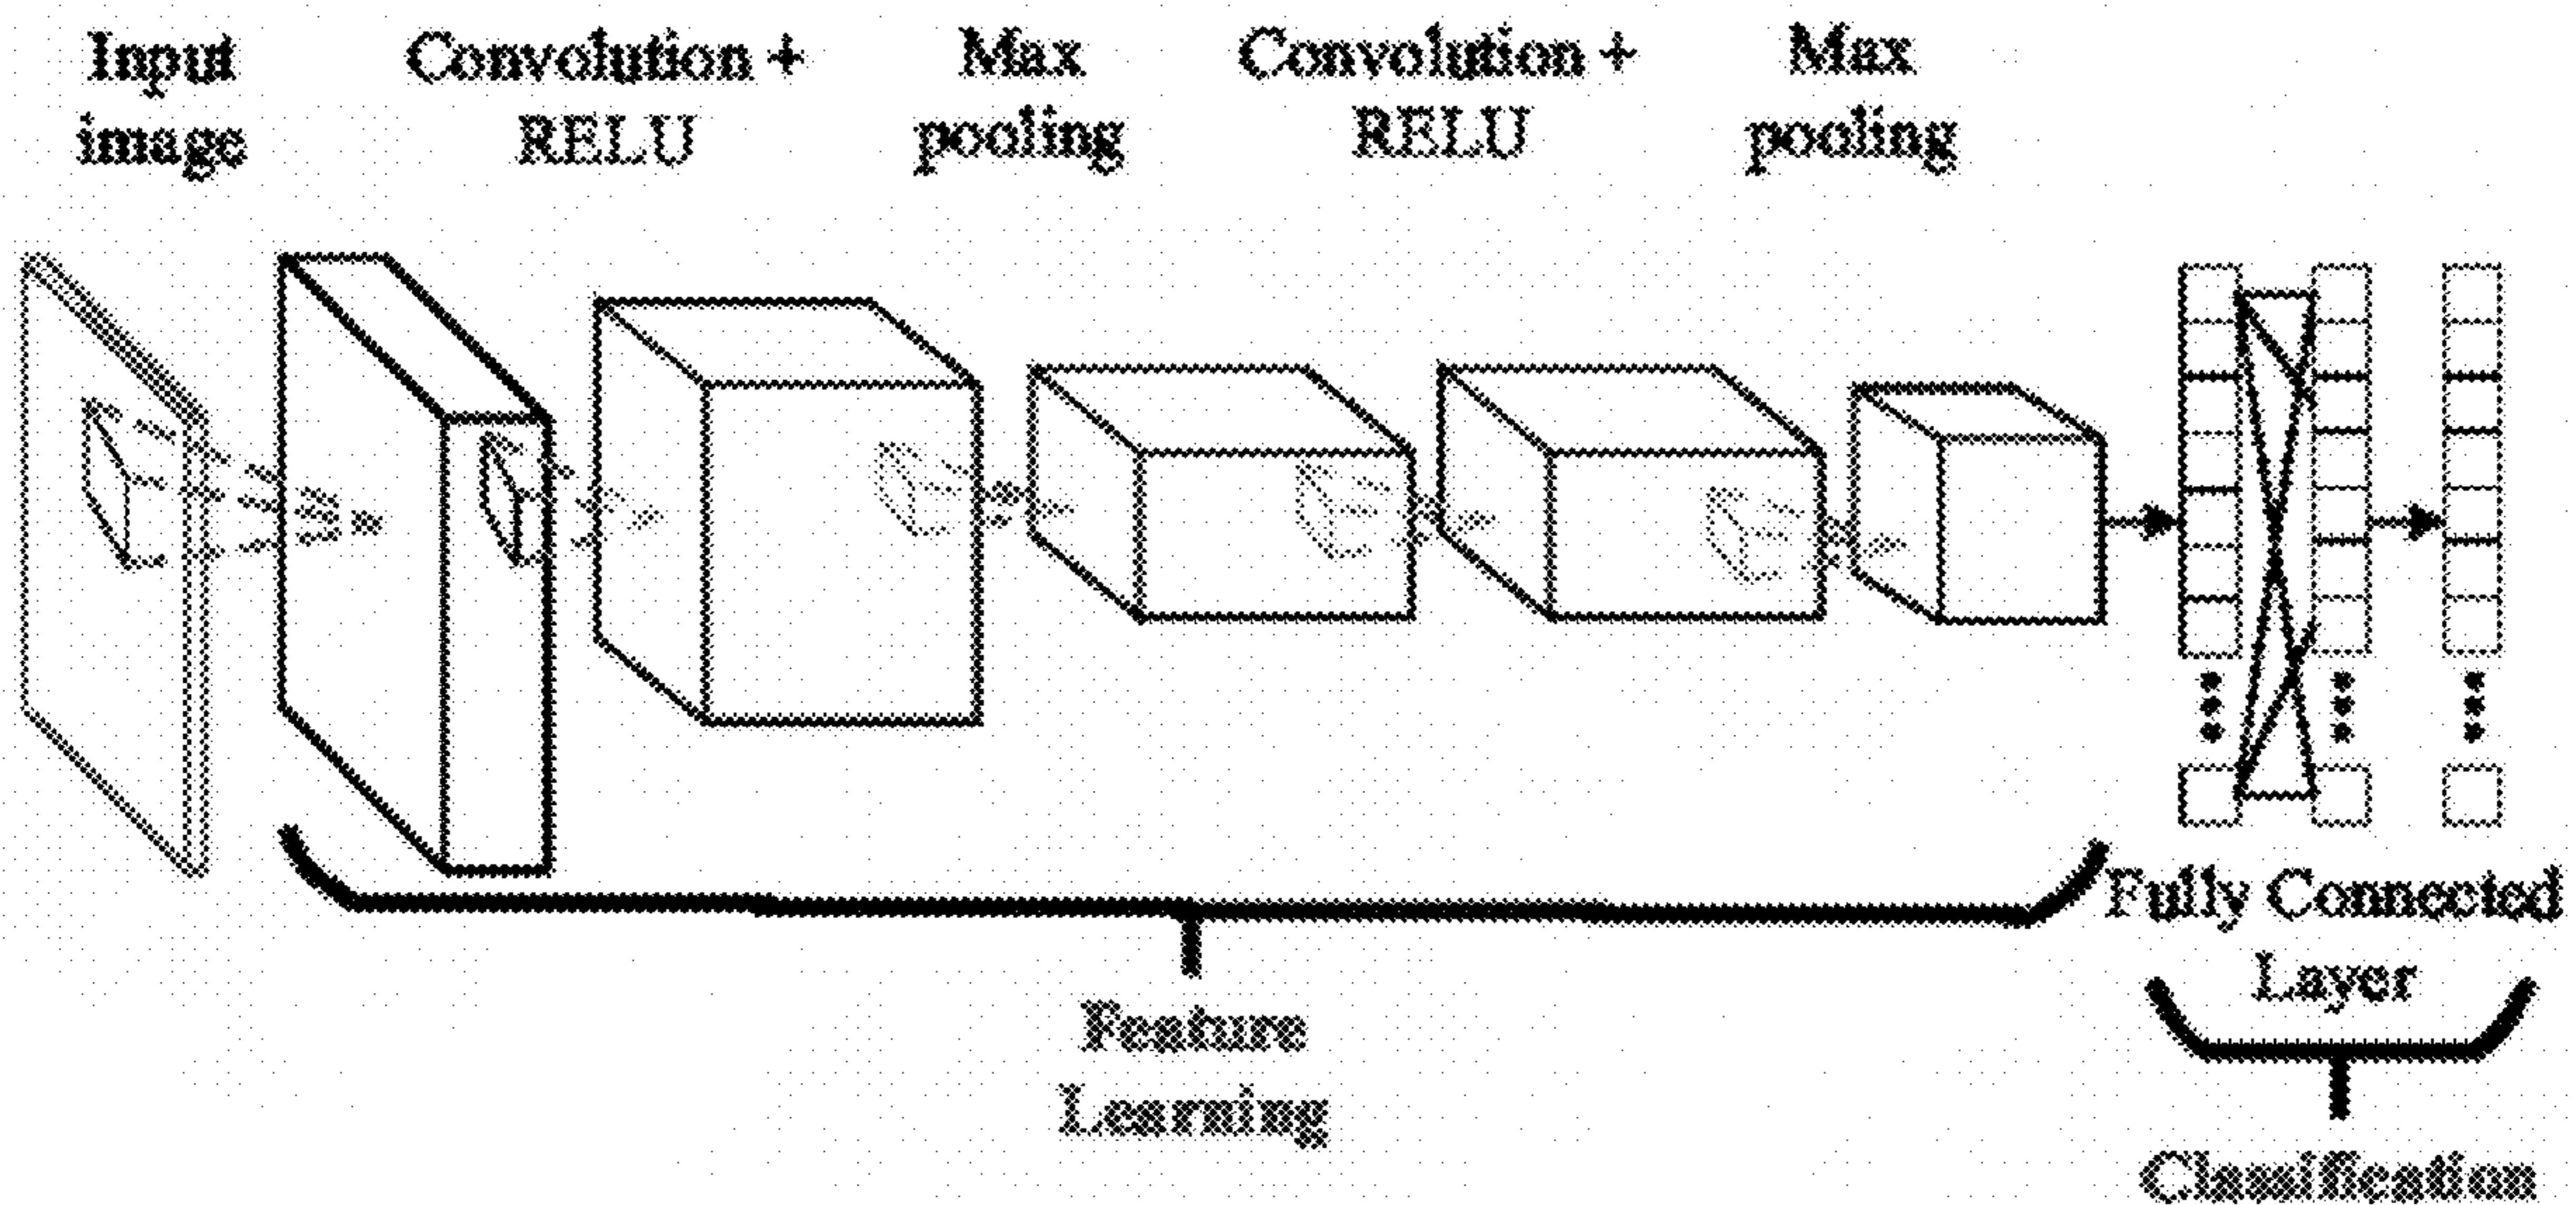 Input
image
Convolution +
RELU
Max
pooling
Convolution +
RELU
Max
pooling
Fully Connected
Layer
Feature
Learning
Classification